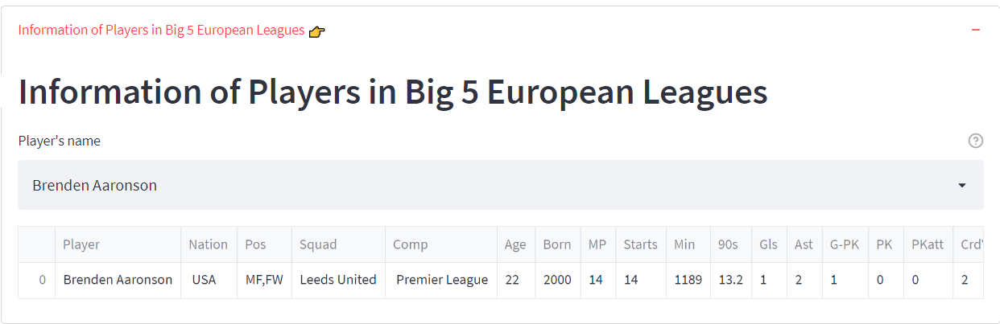 Information of Players in Big 5 European Leagues 👉
Information of Players in Big 5 European Leagues
Player's name
Brenden Aaronson
Player Nation Pos Squad Comp Age Born MP Starts Min 90s Gls Ast G-PK PK PKatt Crd
0 Brenden Aaronson USA MF,FW Leeds United Premier League 22 2000 14 14 1189 13.2 1 2 1 0 0 2